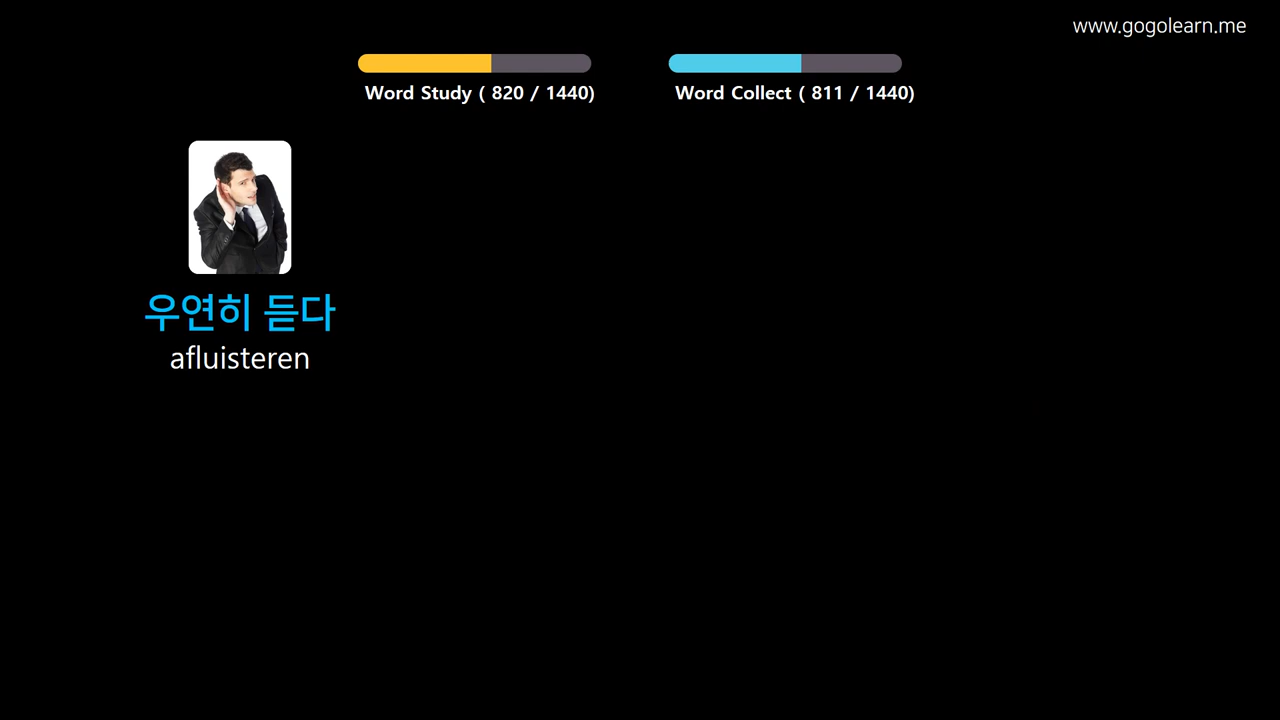 www.gogolearn.me
Word Study ( 820 / 1440)
Word Collect ( 811 / 1440)
우연히 듣다
afluisteren